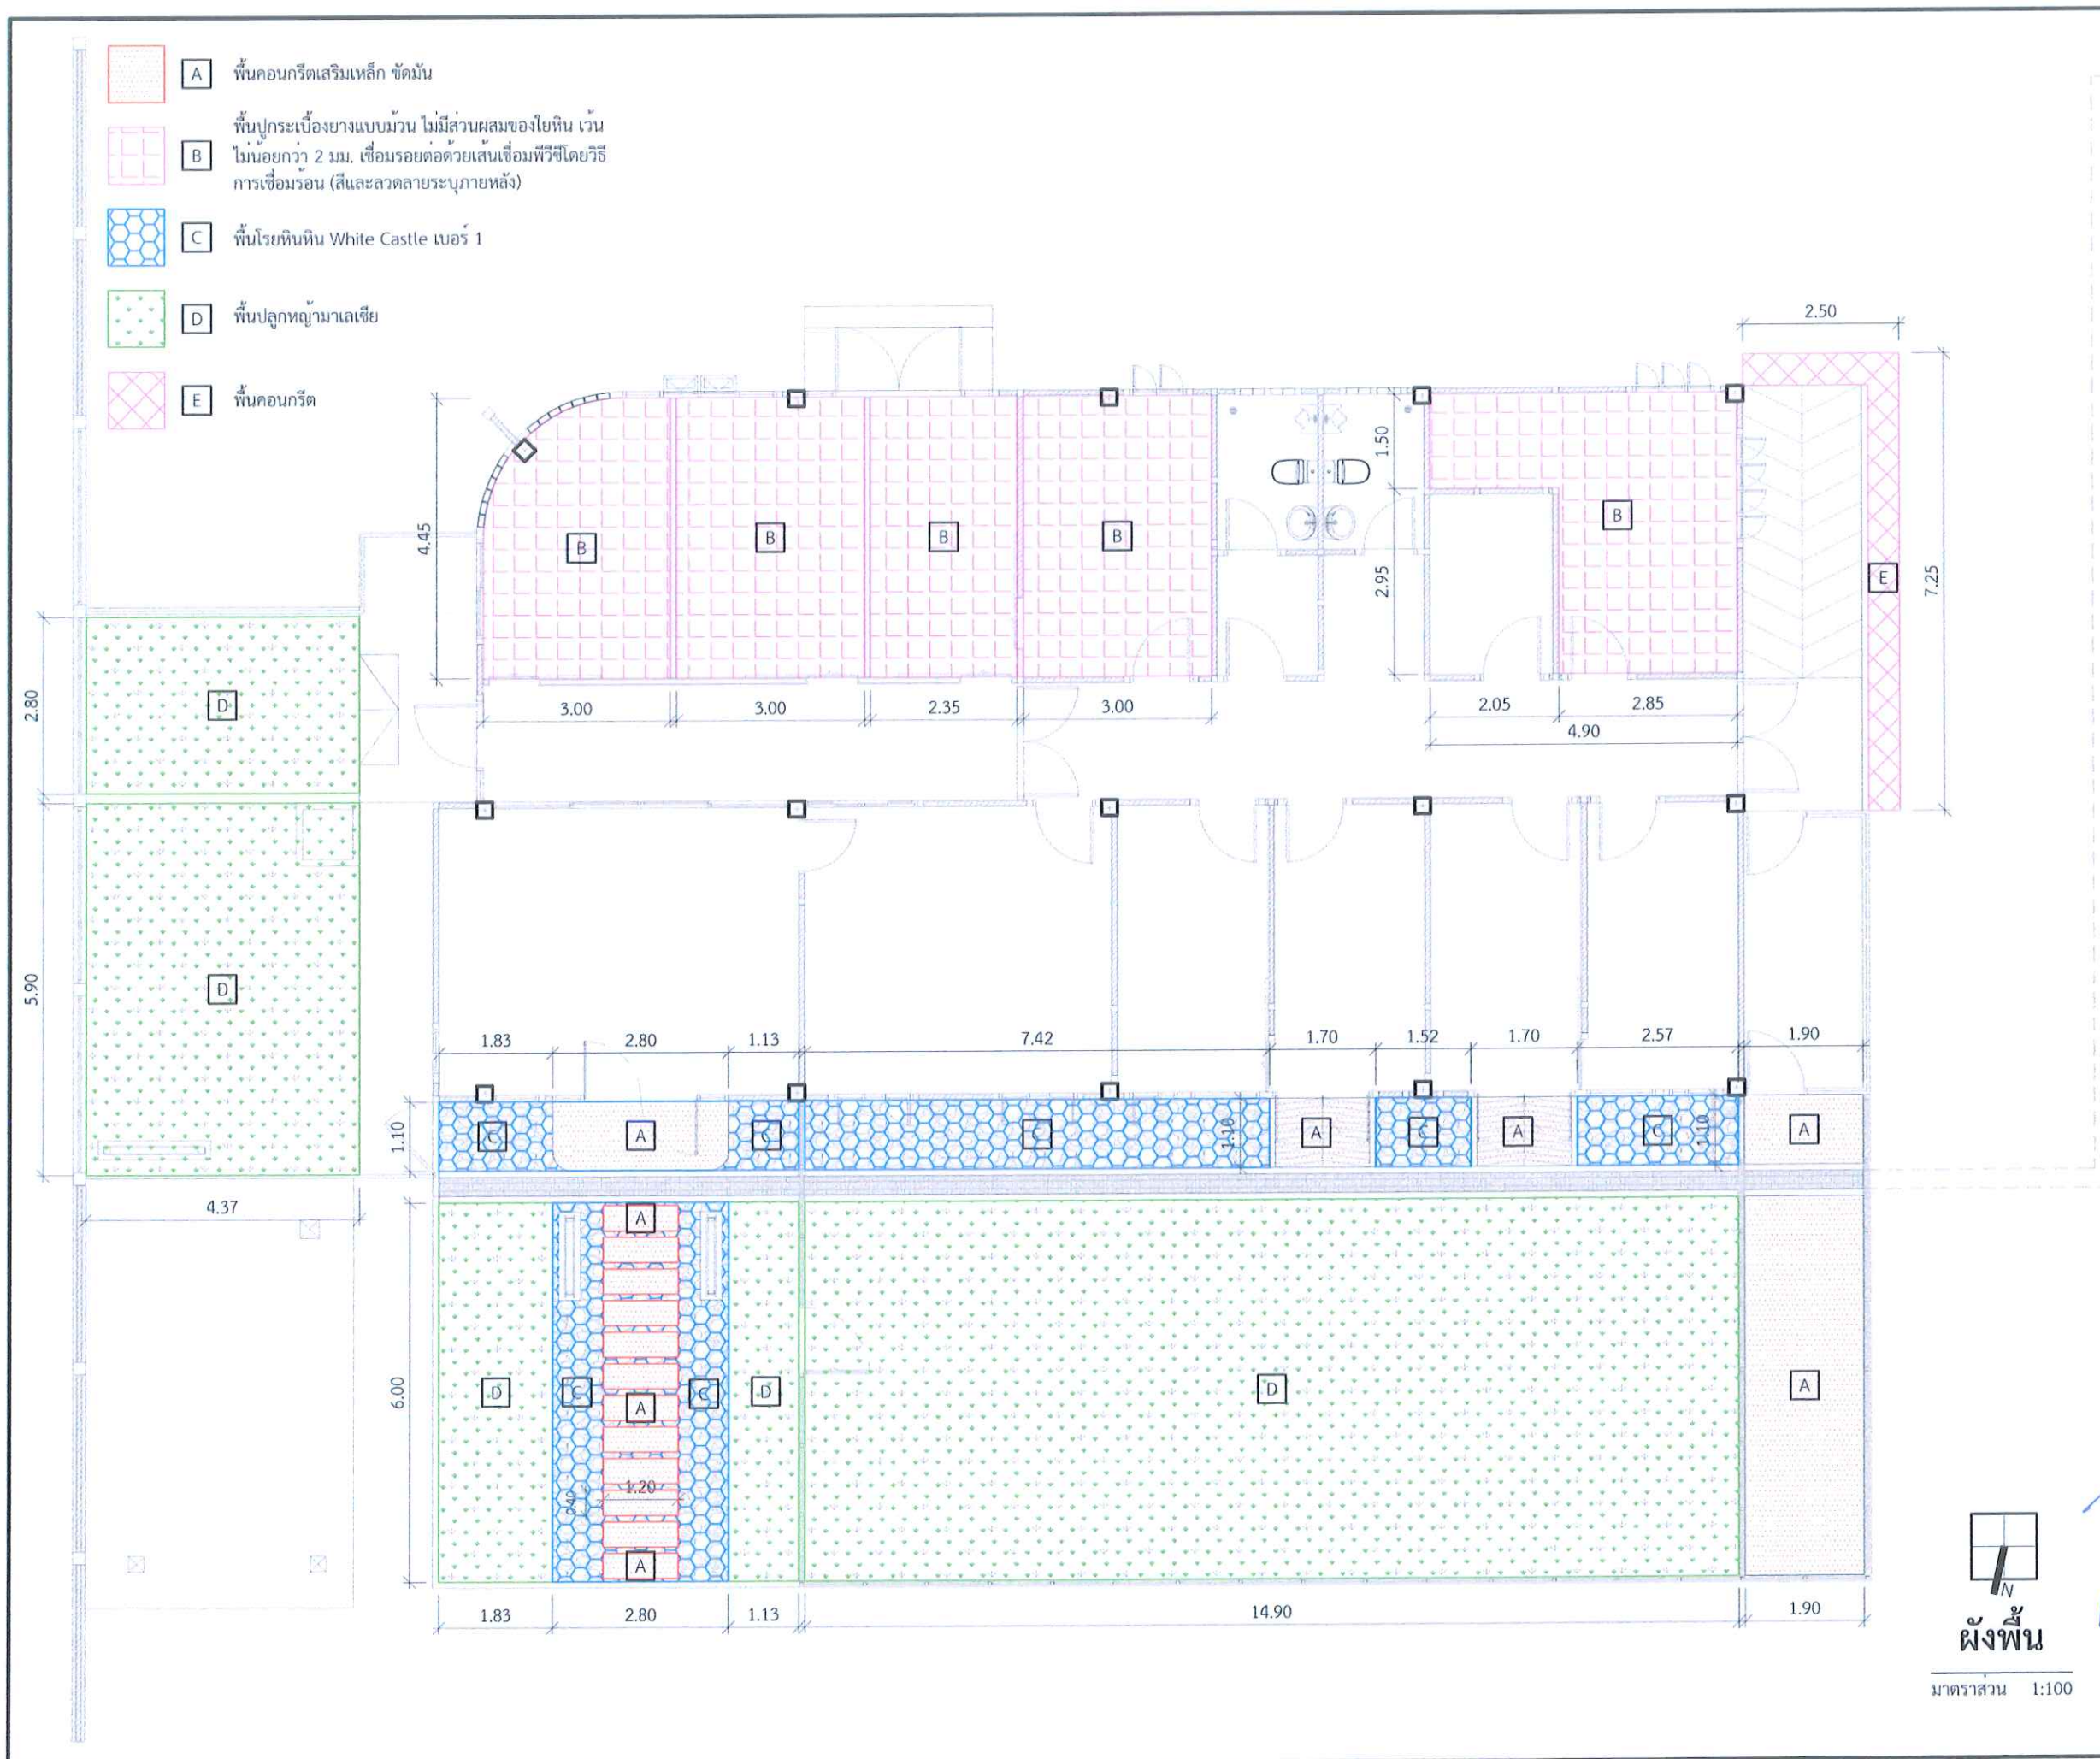 A พื้นคอนกรีตเสริมเหล็ก ขัดมัน
พื้นปูกระเบื้องยางแบบม้วน ไม่มีส่วนผสมของใยหิน เว้น
B ไม่น้อยกว่า 2 มม. เชื่อมรอยต่อด้วยเส้นเชื่อมพีวีซีโดยวิธี
การเชื่อมร้อน (สีและลวดลายระบุภายหลัง)
C พื้นโรยหินหิน White Castle เบอร์ 1
D พื้นปลูกหญ้ามาเลเซีย
E พื้นคอนกรีต
2.50
4.45
1.50
B B B B B
2.95
E
7.25
2.80
D
3.00 3.00 2.35 3.00
2.05 2.85
4.90
5.90
D
1.83 2.80 1.13 7.42 1.70 1.52 1.70 2.57 1.90
1.10
C A C C 1.10 A C A C 1.10 A
4.37
A
6.00
D C A C D D A
1.20
0.40
A
1.83 2.80 1.13 14.90 1.90
N
ผังพื้น
มาตราส่วน 1:100